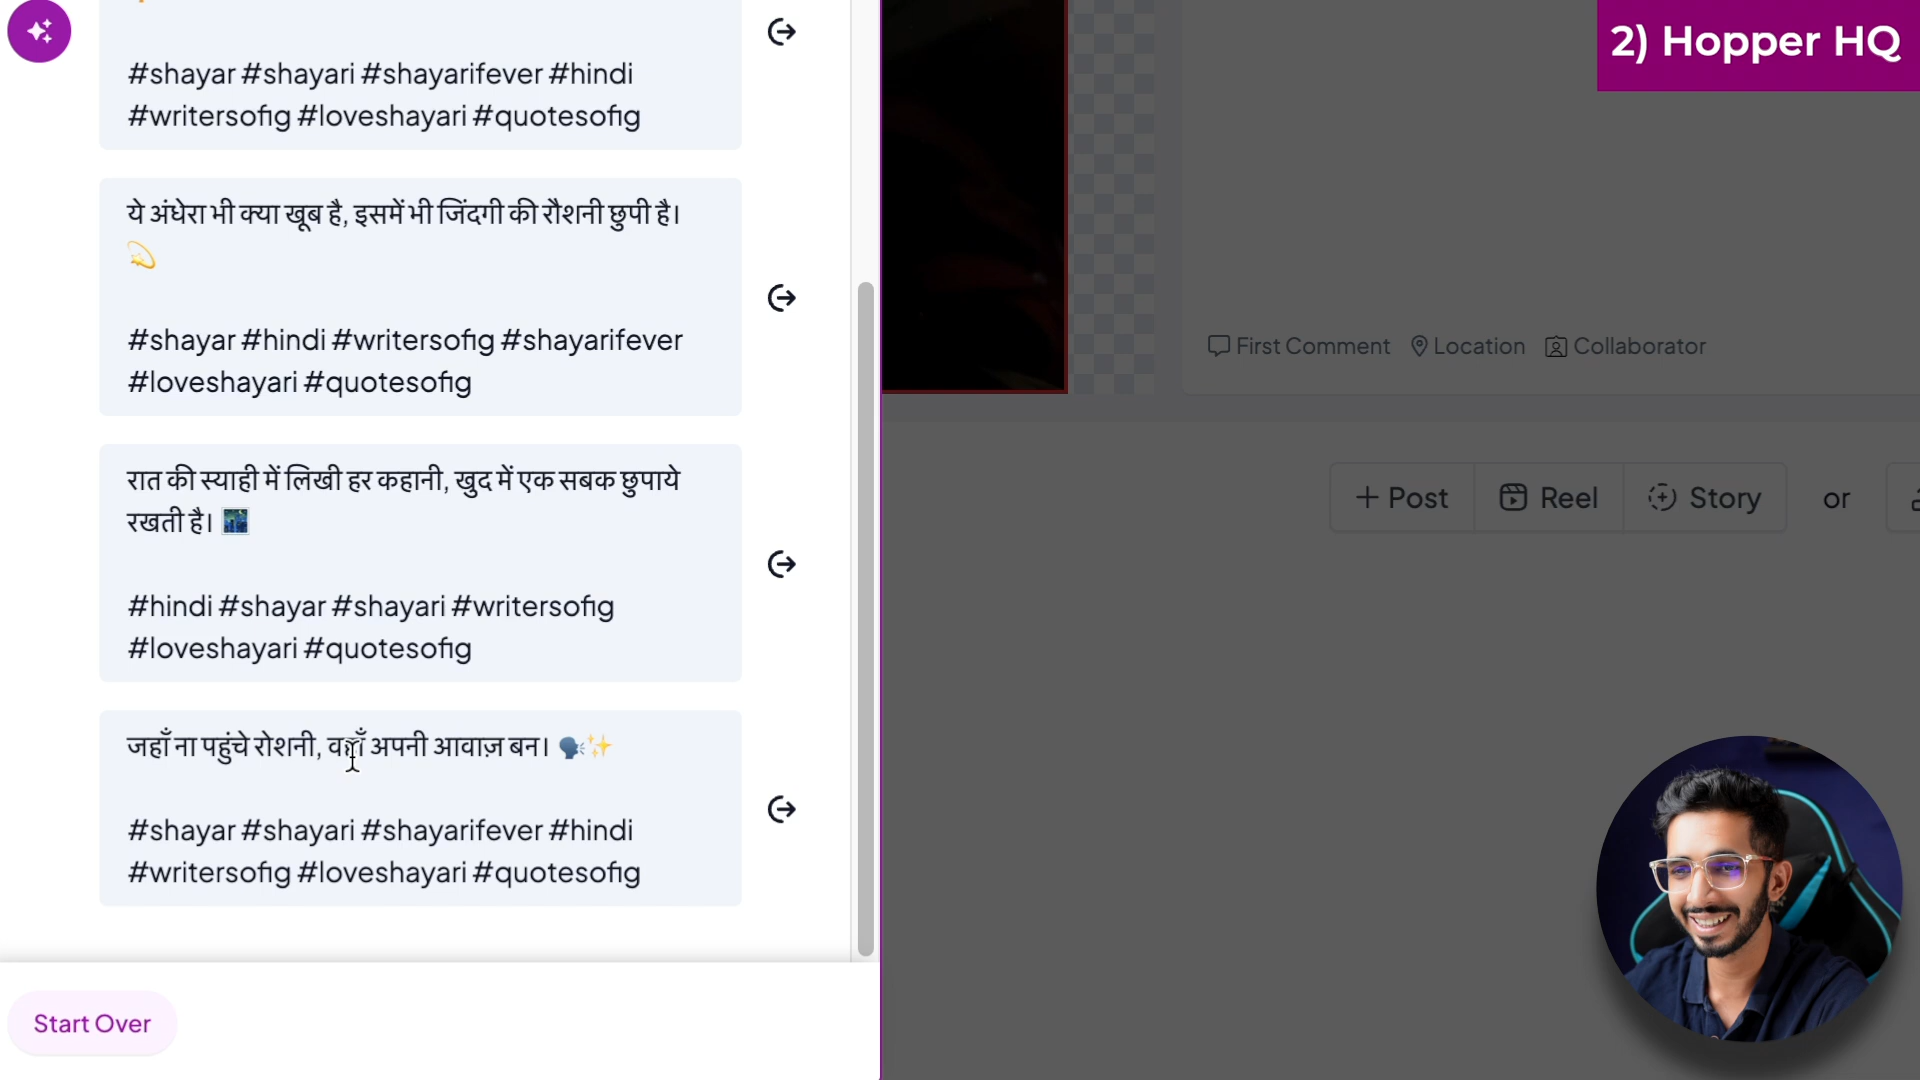 2) Hopper HQ
#shayar #shayari #shayarifever #hindi
#writersofig #loveshayari #quotesofig
ये अंधेरा भी क्या खूब है, इसमें भी जिंदगी की रौशनी छुपी है।
💫
#shayar #hindi #writersofig #shayarifever
#loveshayari #quotesofig
रात की स्याही में लिखी हर कहानी, खुद में एक सबक छुपाये
रखती है। 🌃
#hindi #shayar #shayari #writersofig
#loveshayari #quotesofig
जहाँ ना पहुंचे रोशनी, वहाँ अपनी आवाज़ बन। 🗣️✨
#shayar #shayari #shayarifever #hindi
#writersofig #loveshayari #quotesofig
Start Over
First Comment Location Collaborator
+ Post Reel Story or